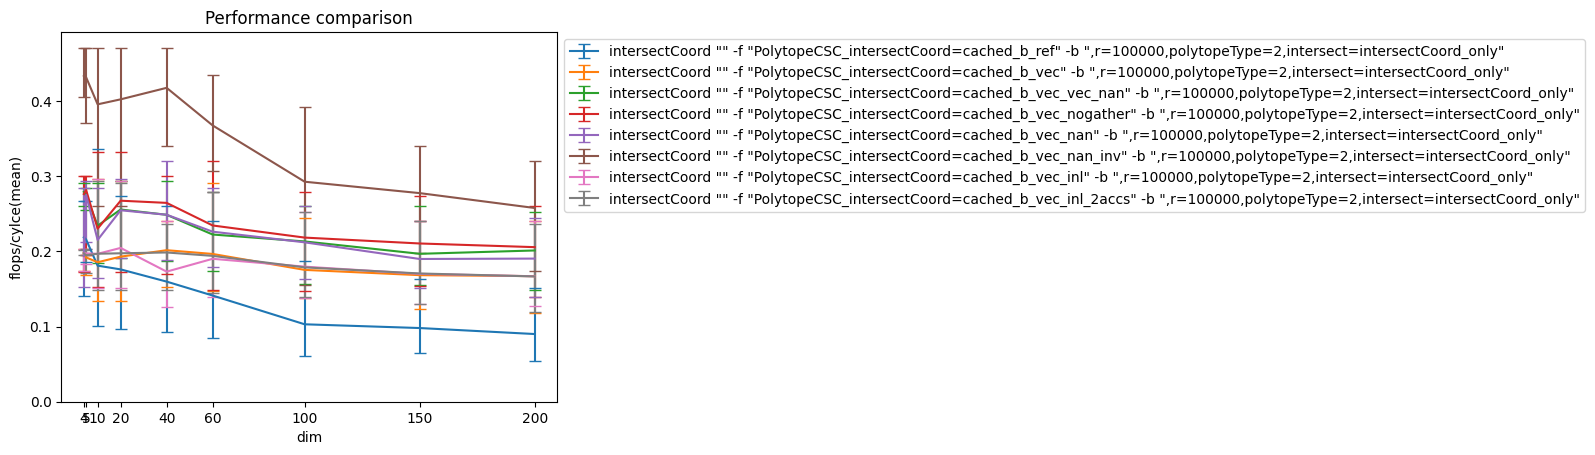 Performance comparison
flops/cylce(mean)
0.4
0.3
0.2
0.1
0.0
4 5 10 20 40 60 100 150 200
dim
intersectCoord "" -f "PolytopeCSC_intersectCoord=cached_b_ref" -b ",r=100000,polytopeType=2,intersect=intersectCoord_only"
intersectCoord "" -f "PolytopeCSC_intersectCoord=cached_b_vec" -b ",r=100000,polytopeType=2,intersect=intersectCoord_only"
intersectCoord "" -f "PolytopeCSC_intersectCoord=cached_b_vec_vec_nan" -b ",r=100000,polytopeType=2,intersect=intersectCoord_only"
intersectCoord "" -f "PolytopeCSC_intersectCoord=cached_b_vec_nogather" -b ",r=100000,polytopeType=2,intersect=intersectCoord_only"
intersectCoord "" -f "PolytopeCSC_intersectCoord=cached_b_vec_nan" -b ",r=100000,polytopeType=2,intersect=intersectCoord_only"
intersectCoord "" -f "PolytopeCSC_intersectCoord=cached_b_vec_nan_inv" -b ",r=100000,polytopeType=2,intersect=intersectCoord_only"
intersectCoord "" -f "PolytopeCSC_intersectCoord=cached_b_vec_inl" -b ",r=100000,polytopeType=2,intersect=intersectCoord_only"
intersectCoord "" -f "PolytopeCSC_intersectCoord=cached_b_vec_inl_2accs" -b ",r=100000,polytopeType=2,intersect=intersectCoord_only"